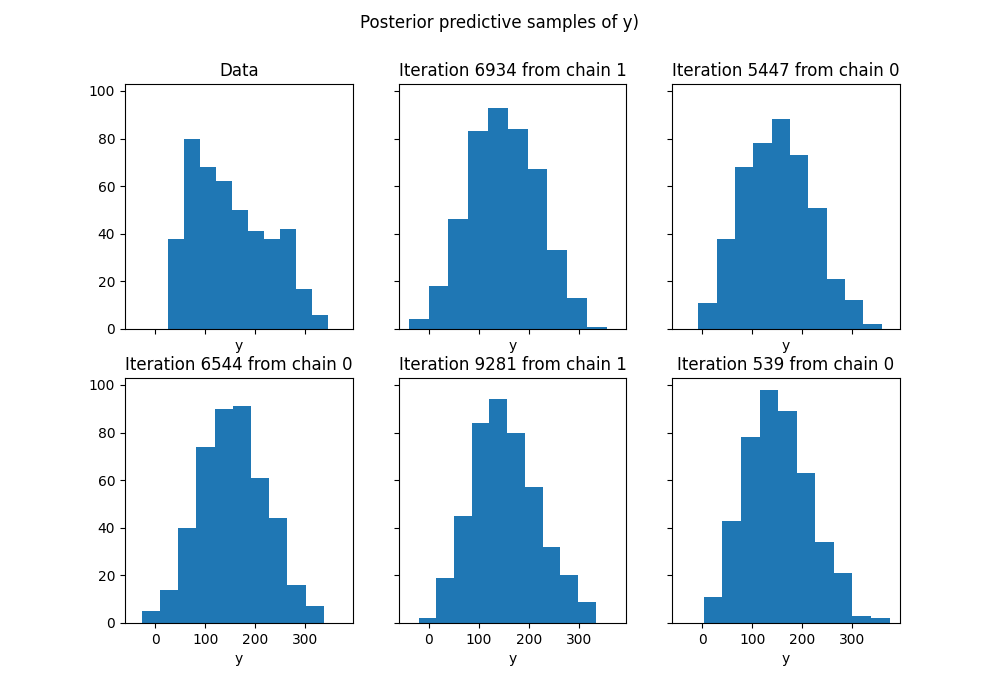 Posterior predictive samples of y)
Data
Iteration 6934 from chain 1
Iteration 5447 from chain 0
100
80
60
40
20
0
y
y
y
Iteration 6544 from chain 0
Iteration 9281 from chain 1
Iteration 539 from chain 0
100
80
60
40
20
0
0 100 200 300
0 100 200 300
0 100 200 300
y
y
y